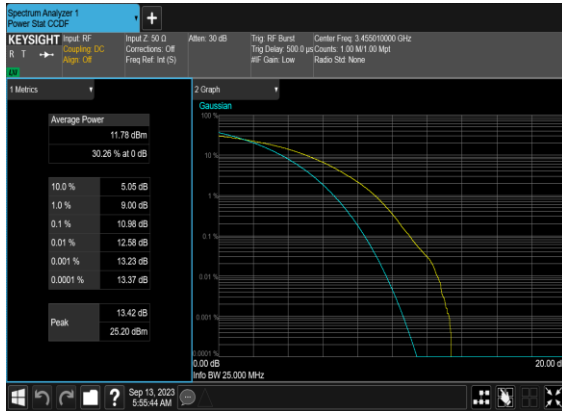 Spectrum Analyzer 1
Power Stat CCDF
+
KEYSIGHT
R T
LU
Input: RF
Coupling: DC
Align: Off
Input Z: 50 Ω
Corrections: Off
Freq Ref: Int (S)
Atten: 30 dB
Trig: RF Burst
Trig Delay: 500.0 µs
#IF Gain: Low
Center Freq: 3.455010000 GHz
Counts: 1.00 M/1.00 Mpt
Radio Std: None
1 Metrics
Average Power
11.78 dBm
30.26 % at 0 dB
10.0 % 5.05 dB
1.0 % 9.00 dB
0.1 % 10.98 dB
0.01 % 12.58 dB
0.001 % 13.23 dB
0.0001 % 13.37 dB
Peak
13.42 dB
25.20 dBm
2 Graph
Gaussian
100 %
10 %
1 %
0.1 %
0.01 %
0.001 %
0.0001 %
0.00 dB
20.00 d
Info BW 25.000 MHz
?
Sep 13, 2023
5:55:44 AM